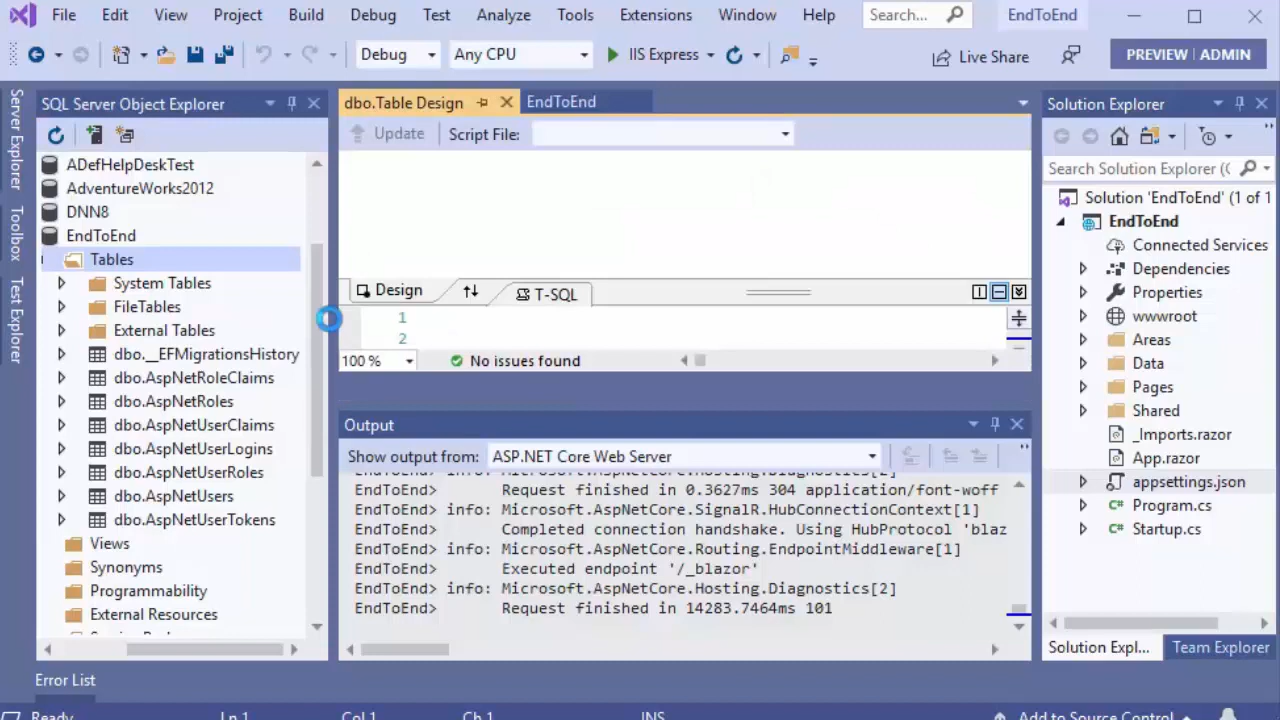 File Edit View Project Build Debug Test Analyze Tools Extensions Window Help Search... EndToEnd
Debug Any CPU IIS Express Live Share PREVIEW | ADMIN
Server Explorer
Toolbox
Test Explorer
SQL Server Object Explorer
ADefHelpDeskTest
AdventureWorks2012
DNN8
EndToEnd
Tables
System Tables
FileTables
External Tables
dbo.__EFMigrationsHistory
dbo.AspNetRoleClaims
dbo.AspNetRoles
dbo.AspNetUserClaims
dbo.AspNetUserLogins
dbo.AspNetUserRoles
dbo.AspNetUsers
dbo.AspNetUserTokens
Views
Synonyms
Programmability
External Resources
dbo.Table Design EndToEnd
Update Script File:
Design T-SQL
1
2
100 % No issues found
Output
Show output from: ASP.NET Core Web Server
EndToEnd> info: Microsoft.AspNetCore.Hosting.Diagnostics[2]
EndToEnd> Request finished in 0.3627ms 304 application/font-woff
EndToEnd> info: Microsoft.AspNetCore.SignalR.HubConnectionContext[1]
EndToEnd> Completed connection handshake. Using HubProtocol 'blaz
EndToEnd> info: Microsoft.AspNetCore.Routing.EndpointMiddleware[1]
EndToEnd> Executed endpoint '/_blazor'
EndToEnd> info: Microsoft.AspNetCore.Hosting.Diagnostics[2]
EndToEnd> Request finished in 14283.7464ms 101
Solution Explorer
Search Solution Explorer (C
Solution 'EndToEnd' (1 of 1
EndToEnd
Connected Services
Dependencies
Properties
wwwroot
Areas
Data
Pages
Shared
_Imports.razor
App.razor
appsettings.json
Program.cs
Startup.cs
Solution Expl... Team Explorer
Error List
Ready Ln 1 Col 1 Ch 1 INS Add to Source Control